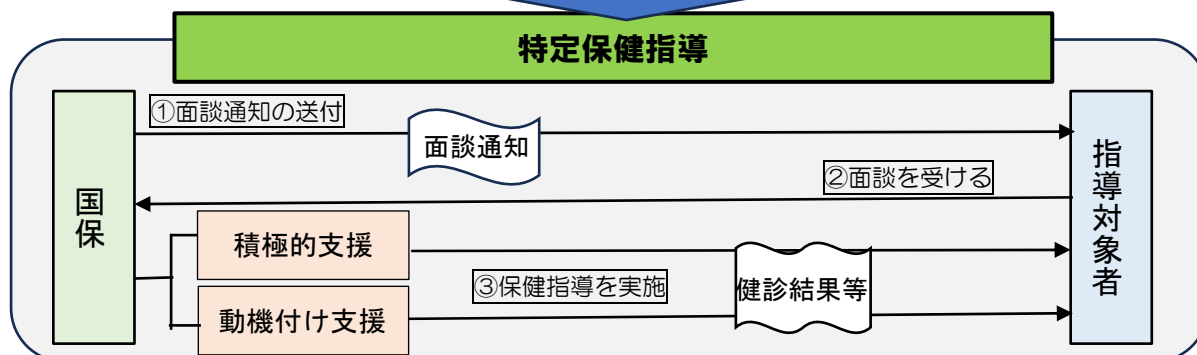 特定保健指導
①面談通知の送付
面談通知
②面談を受ける
国保
指導対象者
積極的支援
③保健指導を実施
健診結果等
動機付け支援